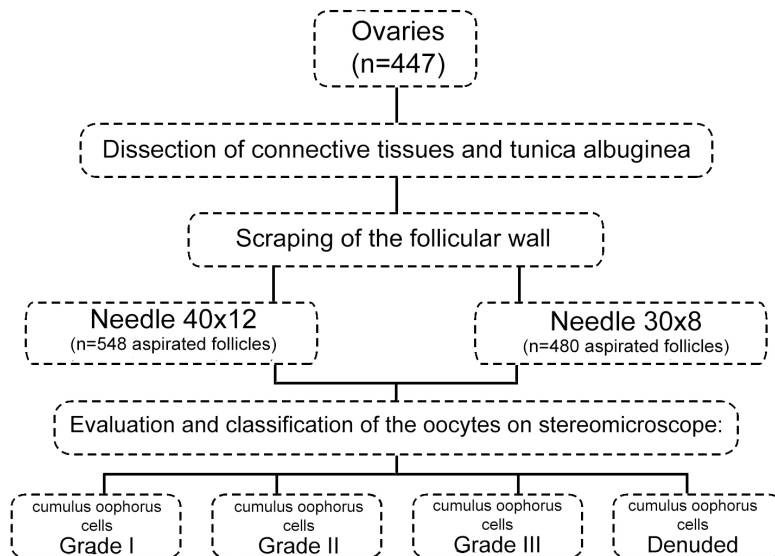 Ovaries
(n=447)
Dissection of connective tissues and tunica albuginea
Scraping of the follicular wall
Needle 40x12
(n=548 aspirated follicles)
Needle 30x8
(n=480 aspirated follicles)
Evaluation and classification of the oocytes on stereomicroscope:
cumulus oophorus
cells
Grade I
cumulus oophorus
cells
Grade II
cumulus oophorus
cells
Grade III
cumulus oophorus
cells
Denuded